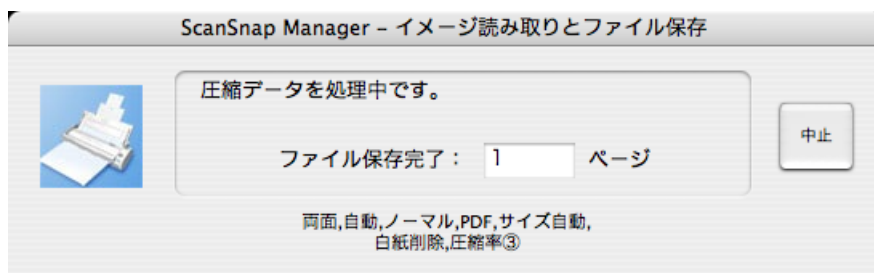 ScanSnap Manager – イメージ読み取りとファイル保存
圧縮データを処理中です。
ファイル保存完了： 1 ページ
中止
両面,自動,ノーマル,PDF,サイズ自動,
白紙削除,圧縮率③